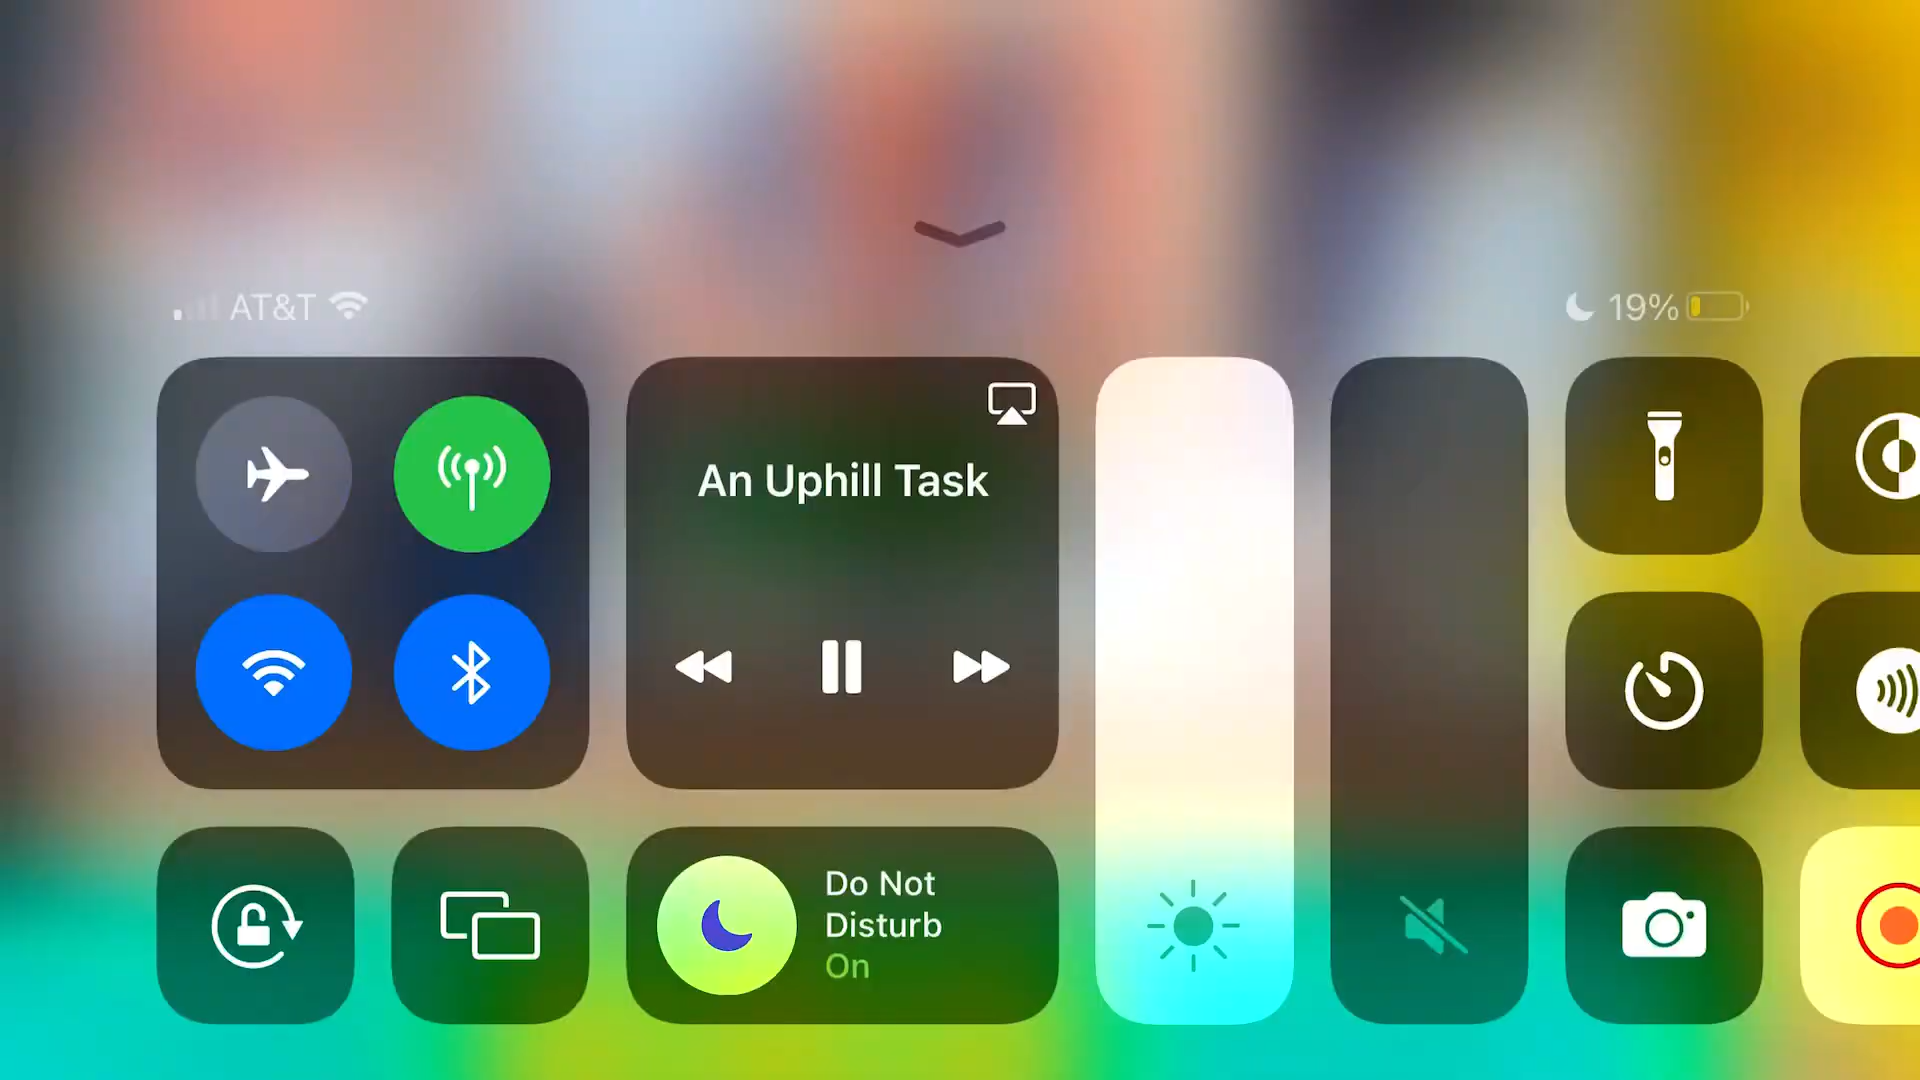 AT&T
19%
An Uphill Task
Do Not
Disturb
On